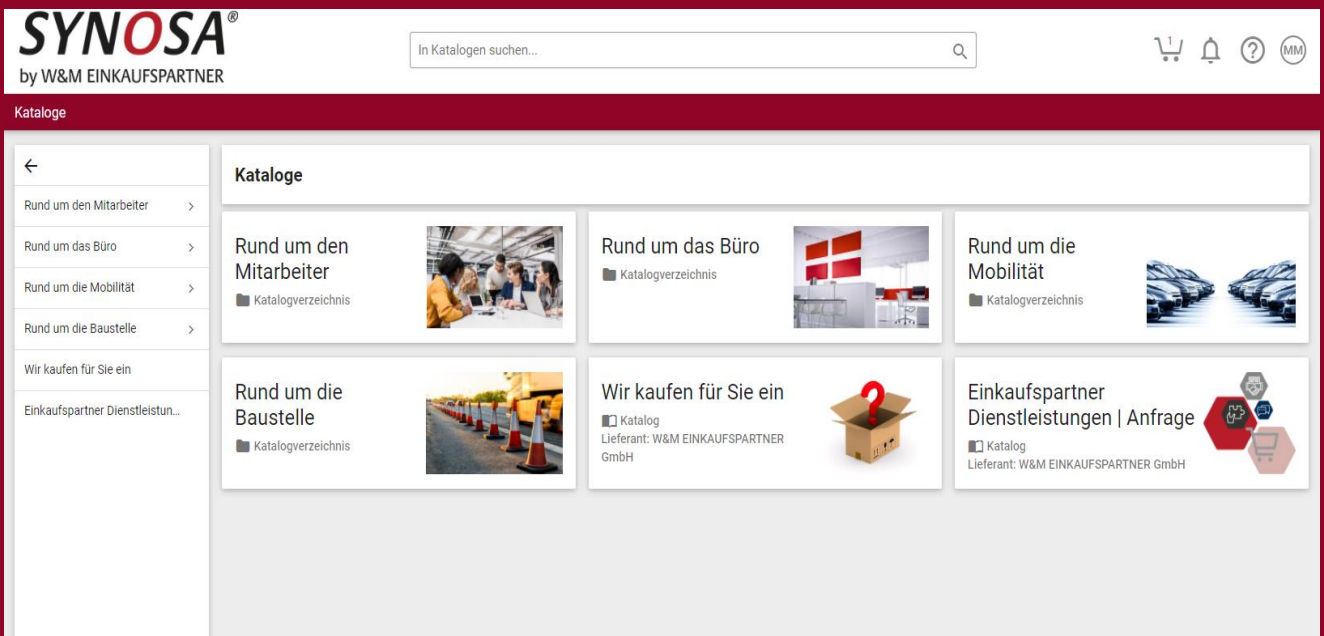 SYNOSA®
by W&M EINKAUFSPARTNER
In Katalogen suchen...
1
MM
Kataloge
Rund um den Mitarbeiter
Rund um das Büro
Rund um die Mobilität
Rund um die Baustelle
Wir kaufen für Sie ein
Einkaufspartner Dienstleistun...
Kataloge
Rund um den
Mitarbeiter
Katalogverzeichnis
Rund um das Büro
Katalogverzeichnis
Rund um die
Mobilität
Katalogverzeichnis
Rund um die
Baustelle
Katalogverzeichnis
Wir kaufen für Sie ein
Katalog
Lieferant: W&M EINKAUFSPARTNER
GmbH
Einkaufspartner
Dienstleistungen | Anfrage
Katalog
Lieferant: W&M EINKAUFSPARTNER GmbH